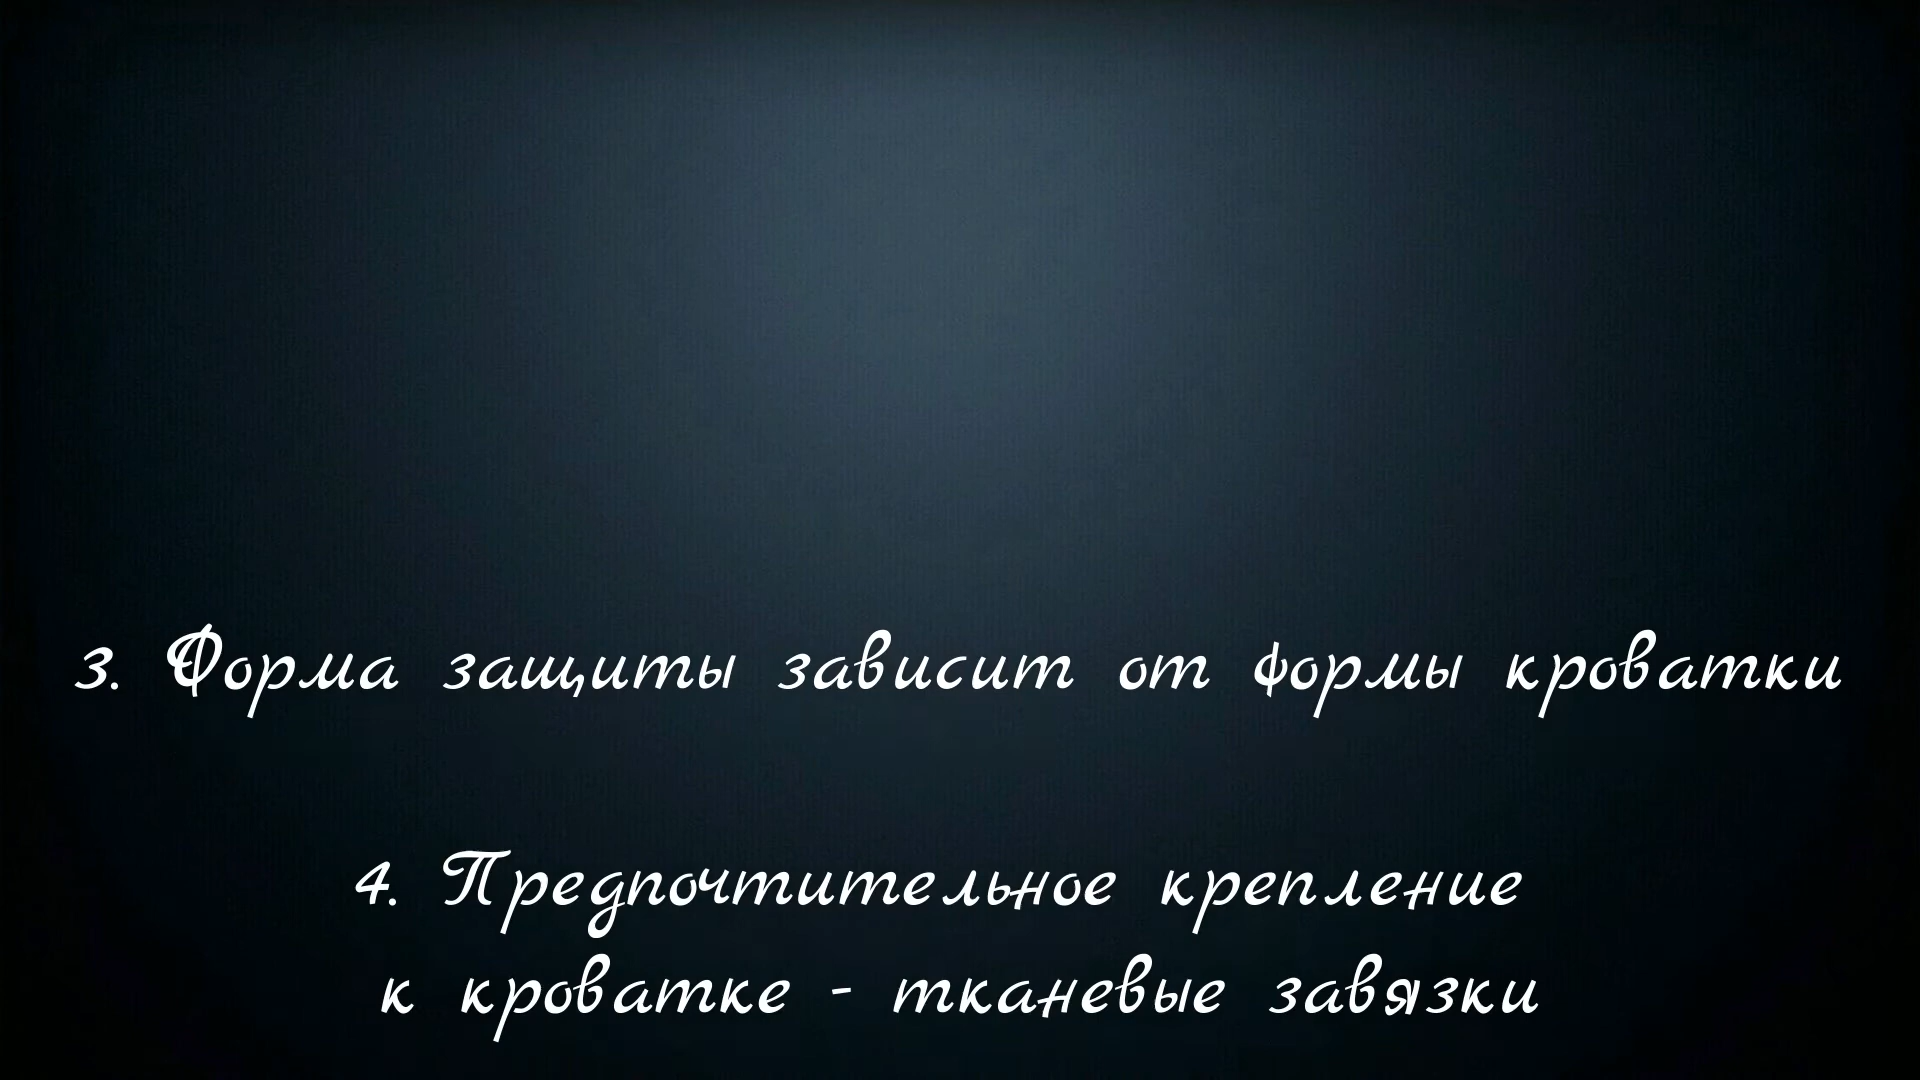 3. Форма защиты зависит от формы кроватки
4. Предпочтительное крепление
к кроватке - тканевые завязки